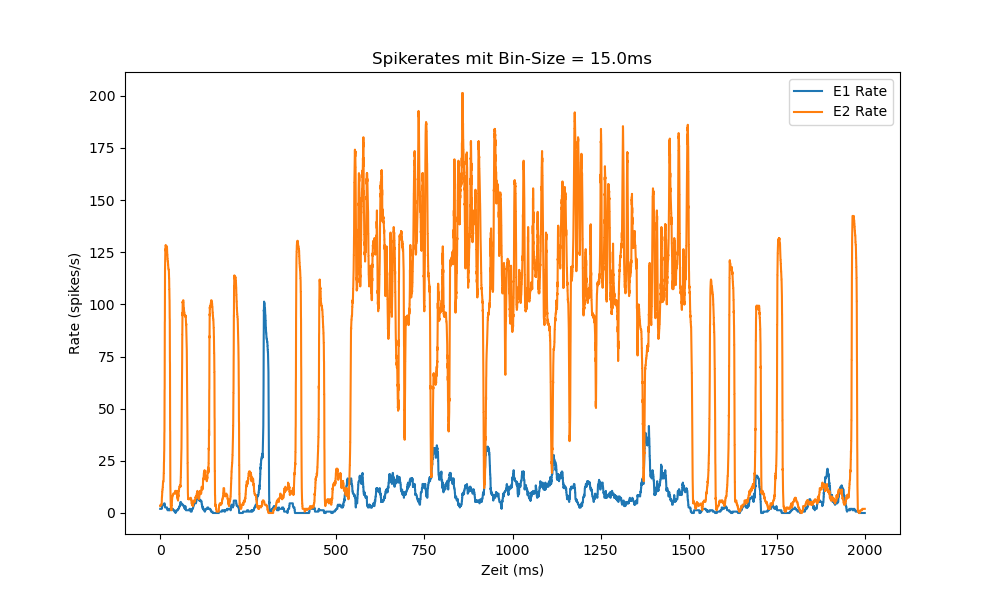 Spikerates mit Bin-Size = 15.0ms
E1 Rate
E2 Rate
200
175
150
125
100
75
50
25
0
Rate (spikes/s)
0 250 500 750 1000 1250 1500 1750 2000
Zeit (ms)